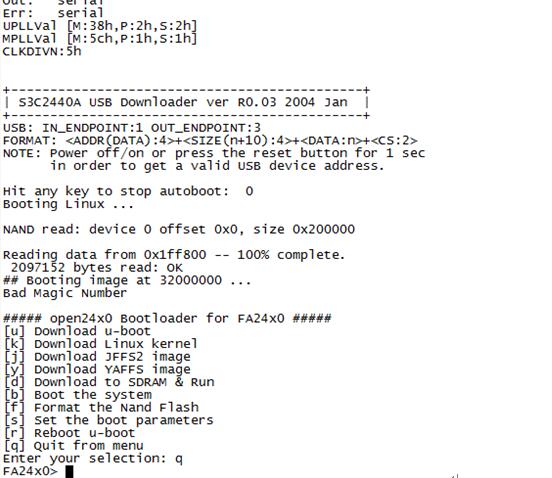 Out:   serial
Err:   serial
UPLLVal [M:38h,P:2h,S:2h]
MPLLVal [M:5ch,P:1h,S:1h]
CLKDIVN:5h
+---------------------------------------------+
| S3C2440A USB Downloader ver R0.03 2004 Jan  |
+---------------------------------------------+
USB: IN_ENDPOINT:1 OUT_ENDPOINT:3
FORMAT: <ADDR(DATA):4>+<SIZE(n+10):4>+<DATA:n>+<CS:2>
NOTE: Power off/on or press the reset button for 1 sec
      in order to get a valid USB device address.
Hit any key to stop autoboot:  0
Booting Linux ...
NAND read: device 0 offset 0x0, size 0x200000
Reading data from 0x1ff800 -- 100% complete.
 2097152 bytes read: OK
## Booting image at 32000000 ...
Bad Magic Number
##### open24x0 Bootloader for FA24x0 #####
[u] Download u-boot
[k] Download Linux kernel
[j] Download JFFS2 image
[y] Download YAFFS image
[d] Download to SDRAM & Run
[b] Boot the system
[f] Format the Nand Flash
[s] Set the boot parameters
[r] Reboot u-boot
[q] Quit from menu
Enter your selection: q
FA24x0>